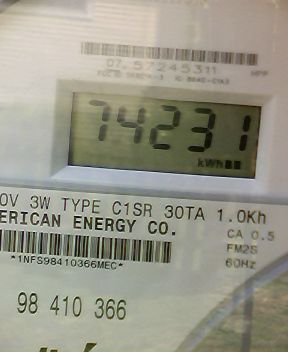 07.57245311
74231
kWh
0V 3W TYPE C1SR 30TA 1.0Kh
ERICAN ENERGY CO.
CA 0.5
FM2S
60Hz
*1NFS98410366MEC*
98 410 366